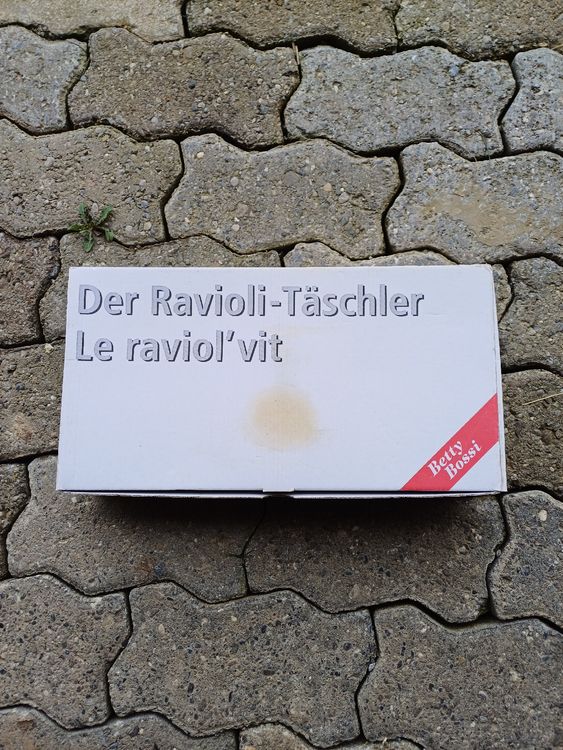 Der Ravioli-Täschler
Le raviol'vit
Betty
Bossi